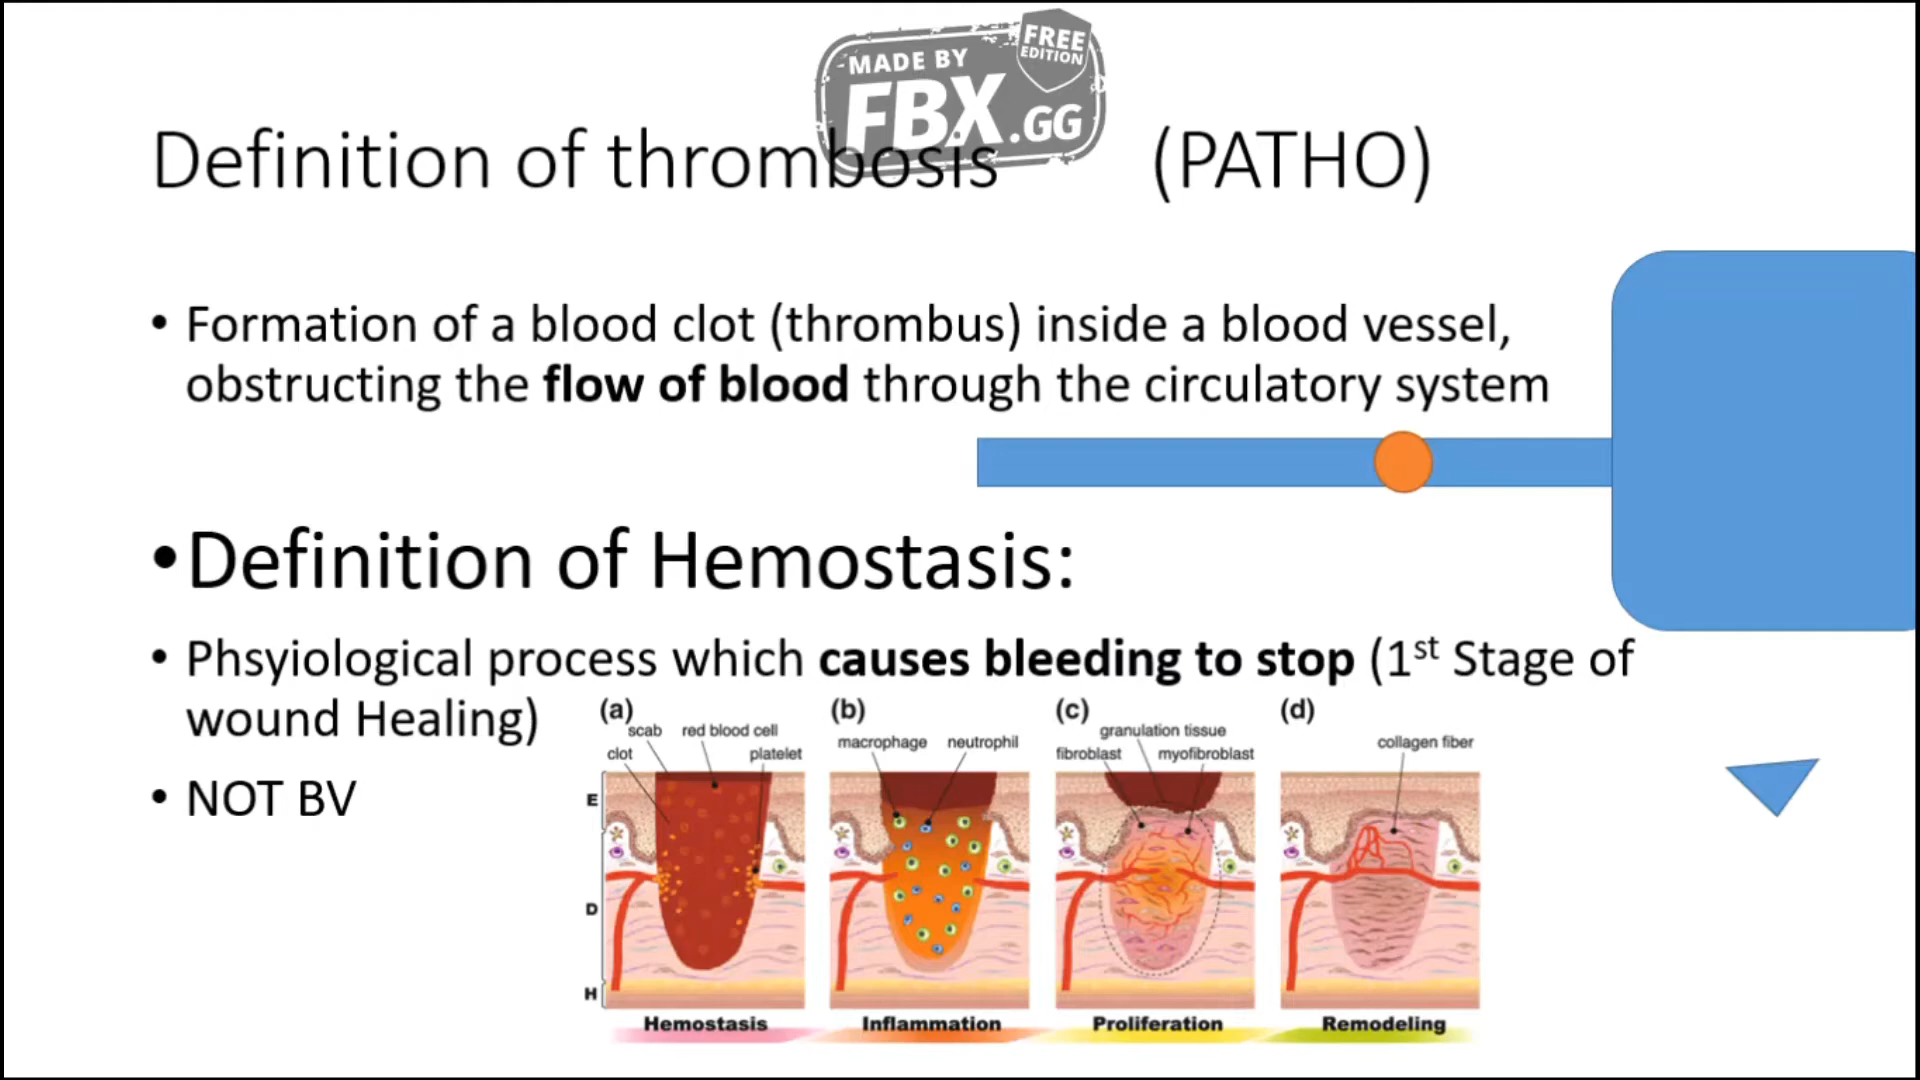 MADE BY
FREE
EDITION
FBX.GG
Definition of thrombosis (PATHO)
• Formation of a blood clot (thrombus) inside a blood vessel,
obstructing the flow of blood through the circulatory system
• Definition of Hemostasis:
• Phsyiological process which causes bleeding to stop (1st Stage of
wound Healing)
• NOT BV
(a)
scab
red blood cell
clot
platelet
(b)
macrophage
neutrophil
(c)
granulation tissue
fibroblast
myofibroblast
(d)
collagen fiber
E
D
H
Hemostasis
Inflammation
Proliferation
Remodeling